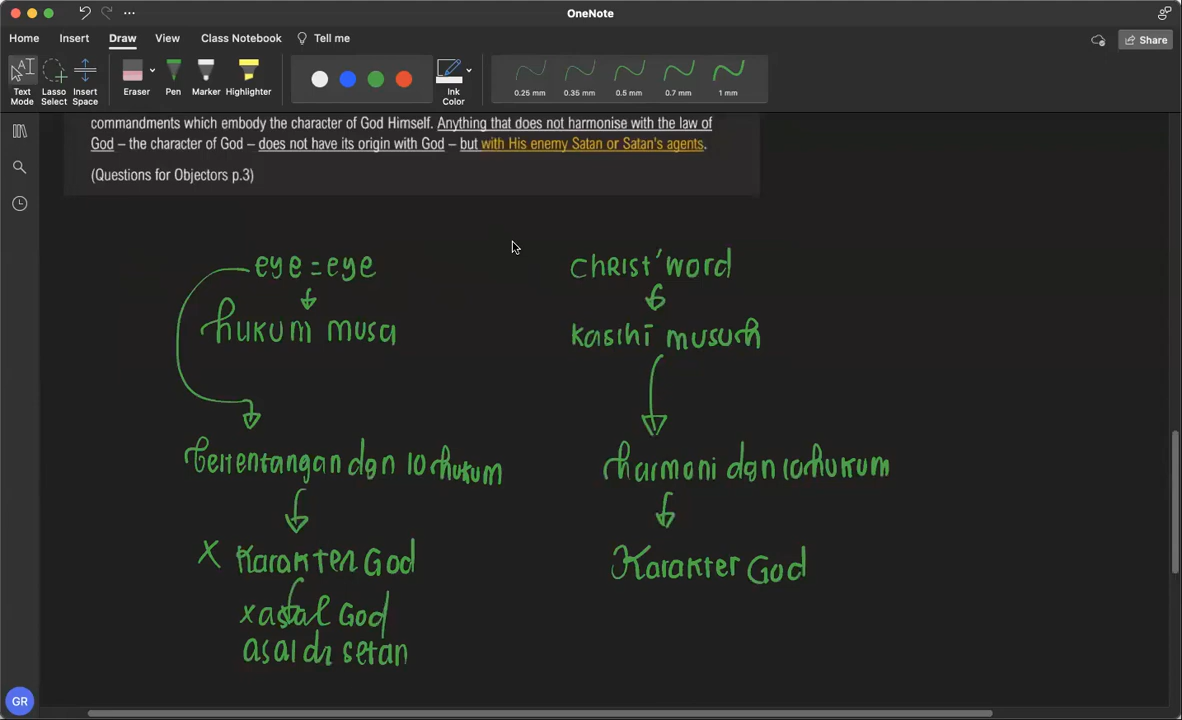 OneNote
Home Insert Draw View Class Notebook Tell me Share
Text Mode Lasso Select Insert Space Eraser Pen Marker Highlighter Ink Color 0.25 mm 0.35 mm 0.5 mm 0.7 mm 1 mm
commandments which embody the character of God Himself. Anything that does not harmonise with the law of
God – the character of God – does not have its origin with God – but with His enemy Satan or Satan's agents.
(Questions for Objectors p.3)
eye = eye
hukum musa
bertentangan dgn 10 hukum
X Karakter God
x asal God
asal dr setan
CHRIST' word
kasihi musuh
harmoni dgn 10 hukum
Karakter God
GR